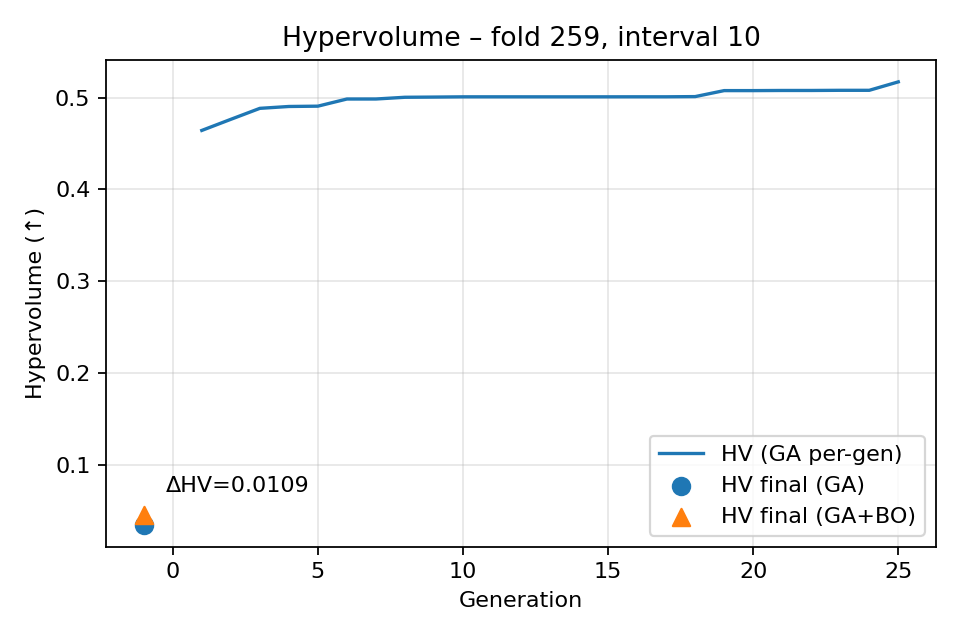 Hypervolume – fold 259, interval 10
Hypervolume (↑)
0.5
0.4
0.3
0.2
0.1
ΔHV=0.0109
HV (GA per-gen)
HV final (GA)
HV final (GA+BO)
0 5 10 15 20 25
Generation